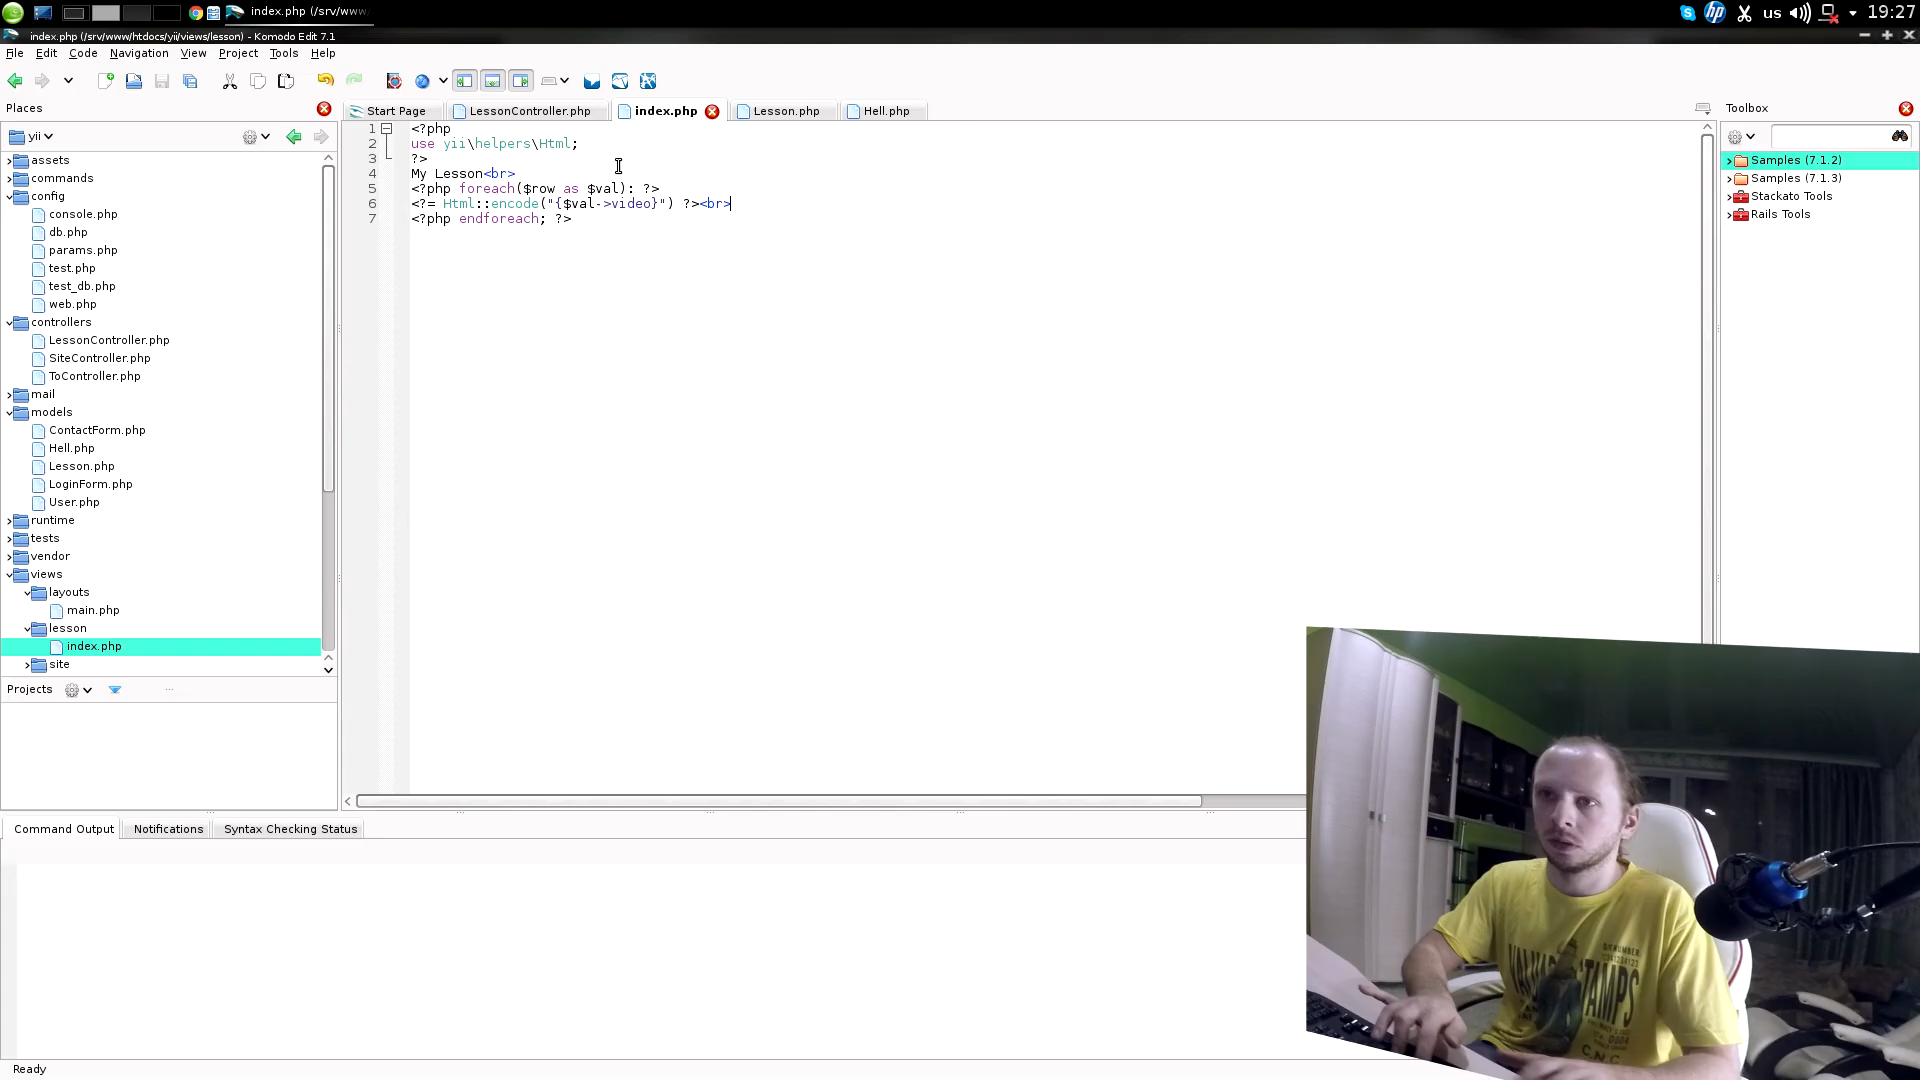 index.php (/srv/www/
us
19:27
index.php (/srv/www/htdocs/yii/views/lesson) - Komodo Edit 7.1
File Edit Code Navigation View Project Tools Help
Places
Start Page
LessonController.php
index.php
Lesson.php
Hell.php
Toolbox
yii
assets
commands
config
console.php
db.php
params.php
test.php
test_db.php
web.php
controllers
LessonController.php
SiteController.php
ToController.php
mail
models
ContactForm.php
Hell.php
Lesson.php
LoginForm.php
User.php
runtime
tests
vendor
views
layouts
main.php
lesson
index.php
site
Projects
1 <?php
2 use yii\helpers\Html;
3 ?>
4 My Lesson<br>
5 <?php foreach($row as $val): ?>
6 <?= Html::encode("{$val->video}") ?><br>
7 <?php endforeach; ?>
Samples (7.1.2)
Samples (7.1.3)
Stackato Tools
Rails Tools
Command Output
Notifications
Syntax Checking Status
Ready
C.N.C.